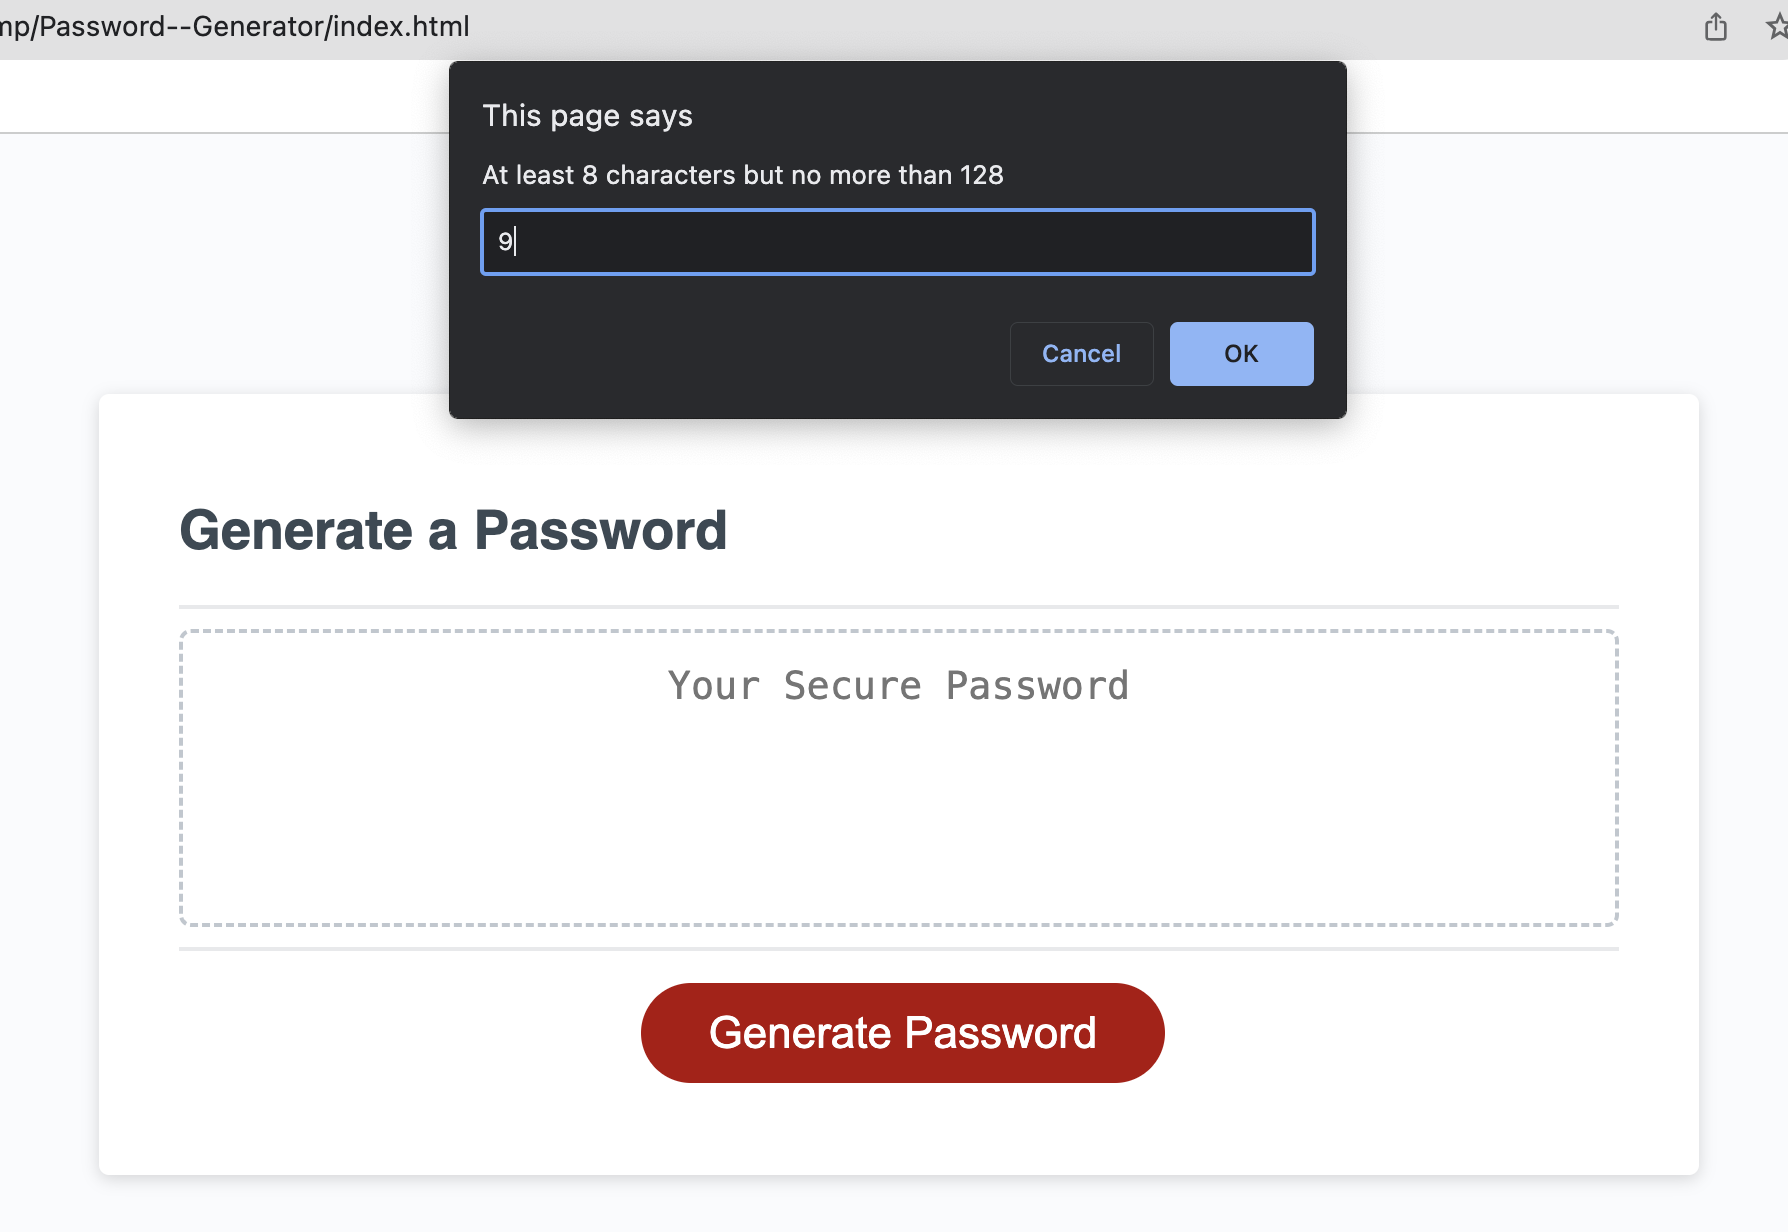 mp/Password--Generator/index.html
This page says
At least 8 characters but no more than 128
9
Cancel
OK
Generate a Password
Your Secure Password
Generate Password